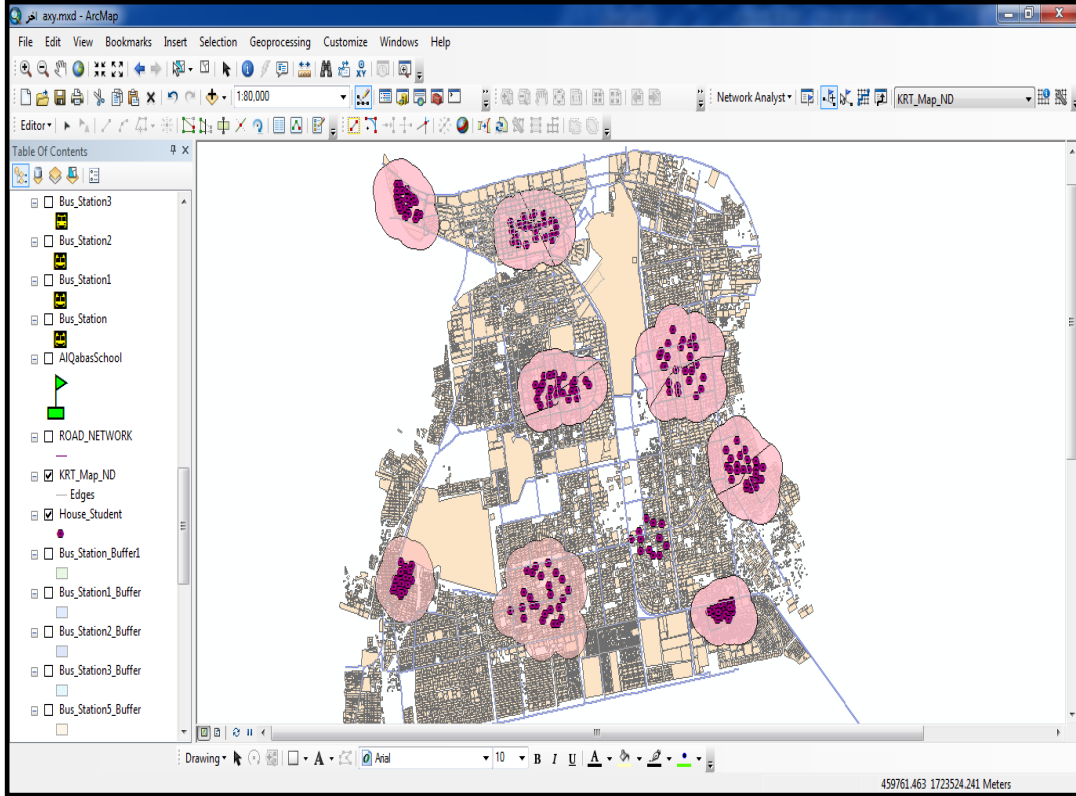 اخر axy.mxd - ArcMap
File Edit View Bookmarks Insert Selection Geoprocessing Customize Windows Help
1:80,000 Network Analyst KRT_Map_ND
Editor
Table Of Contents
Bus_Station3
Bus_Station2
Bus_Station1
Bus_Station
AlQabasSchool
ROAD_NETWORK
KRT_Map_ND
Edges
House_Student
Bus_Station_Buffer1
Bus_Station1_Buffer
Bus_Station2_Buffer
Bus_Station3_Buffer
Bus_Station5_Buffer
Drawing A Arial 10 B I U A
459761.463 1723524.241 Meters